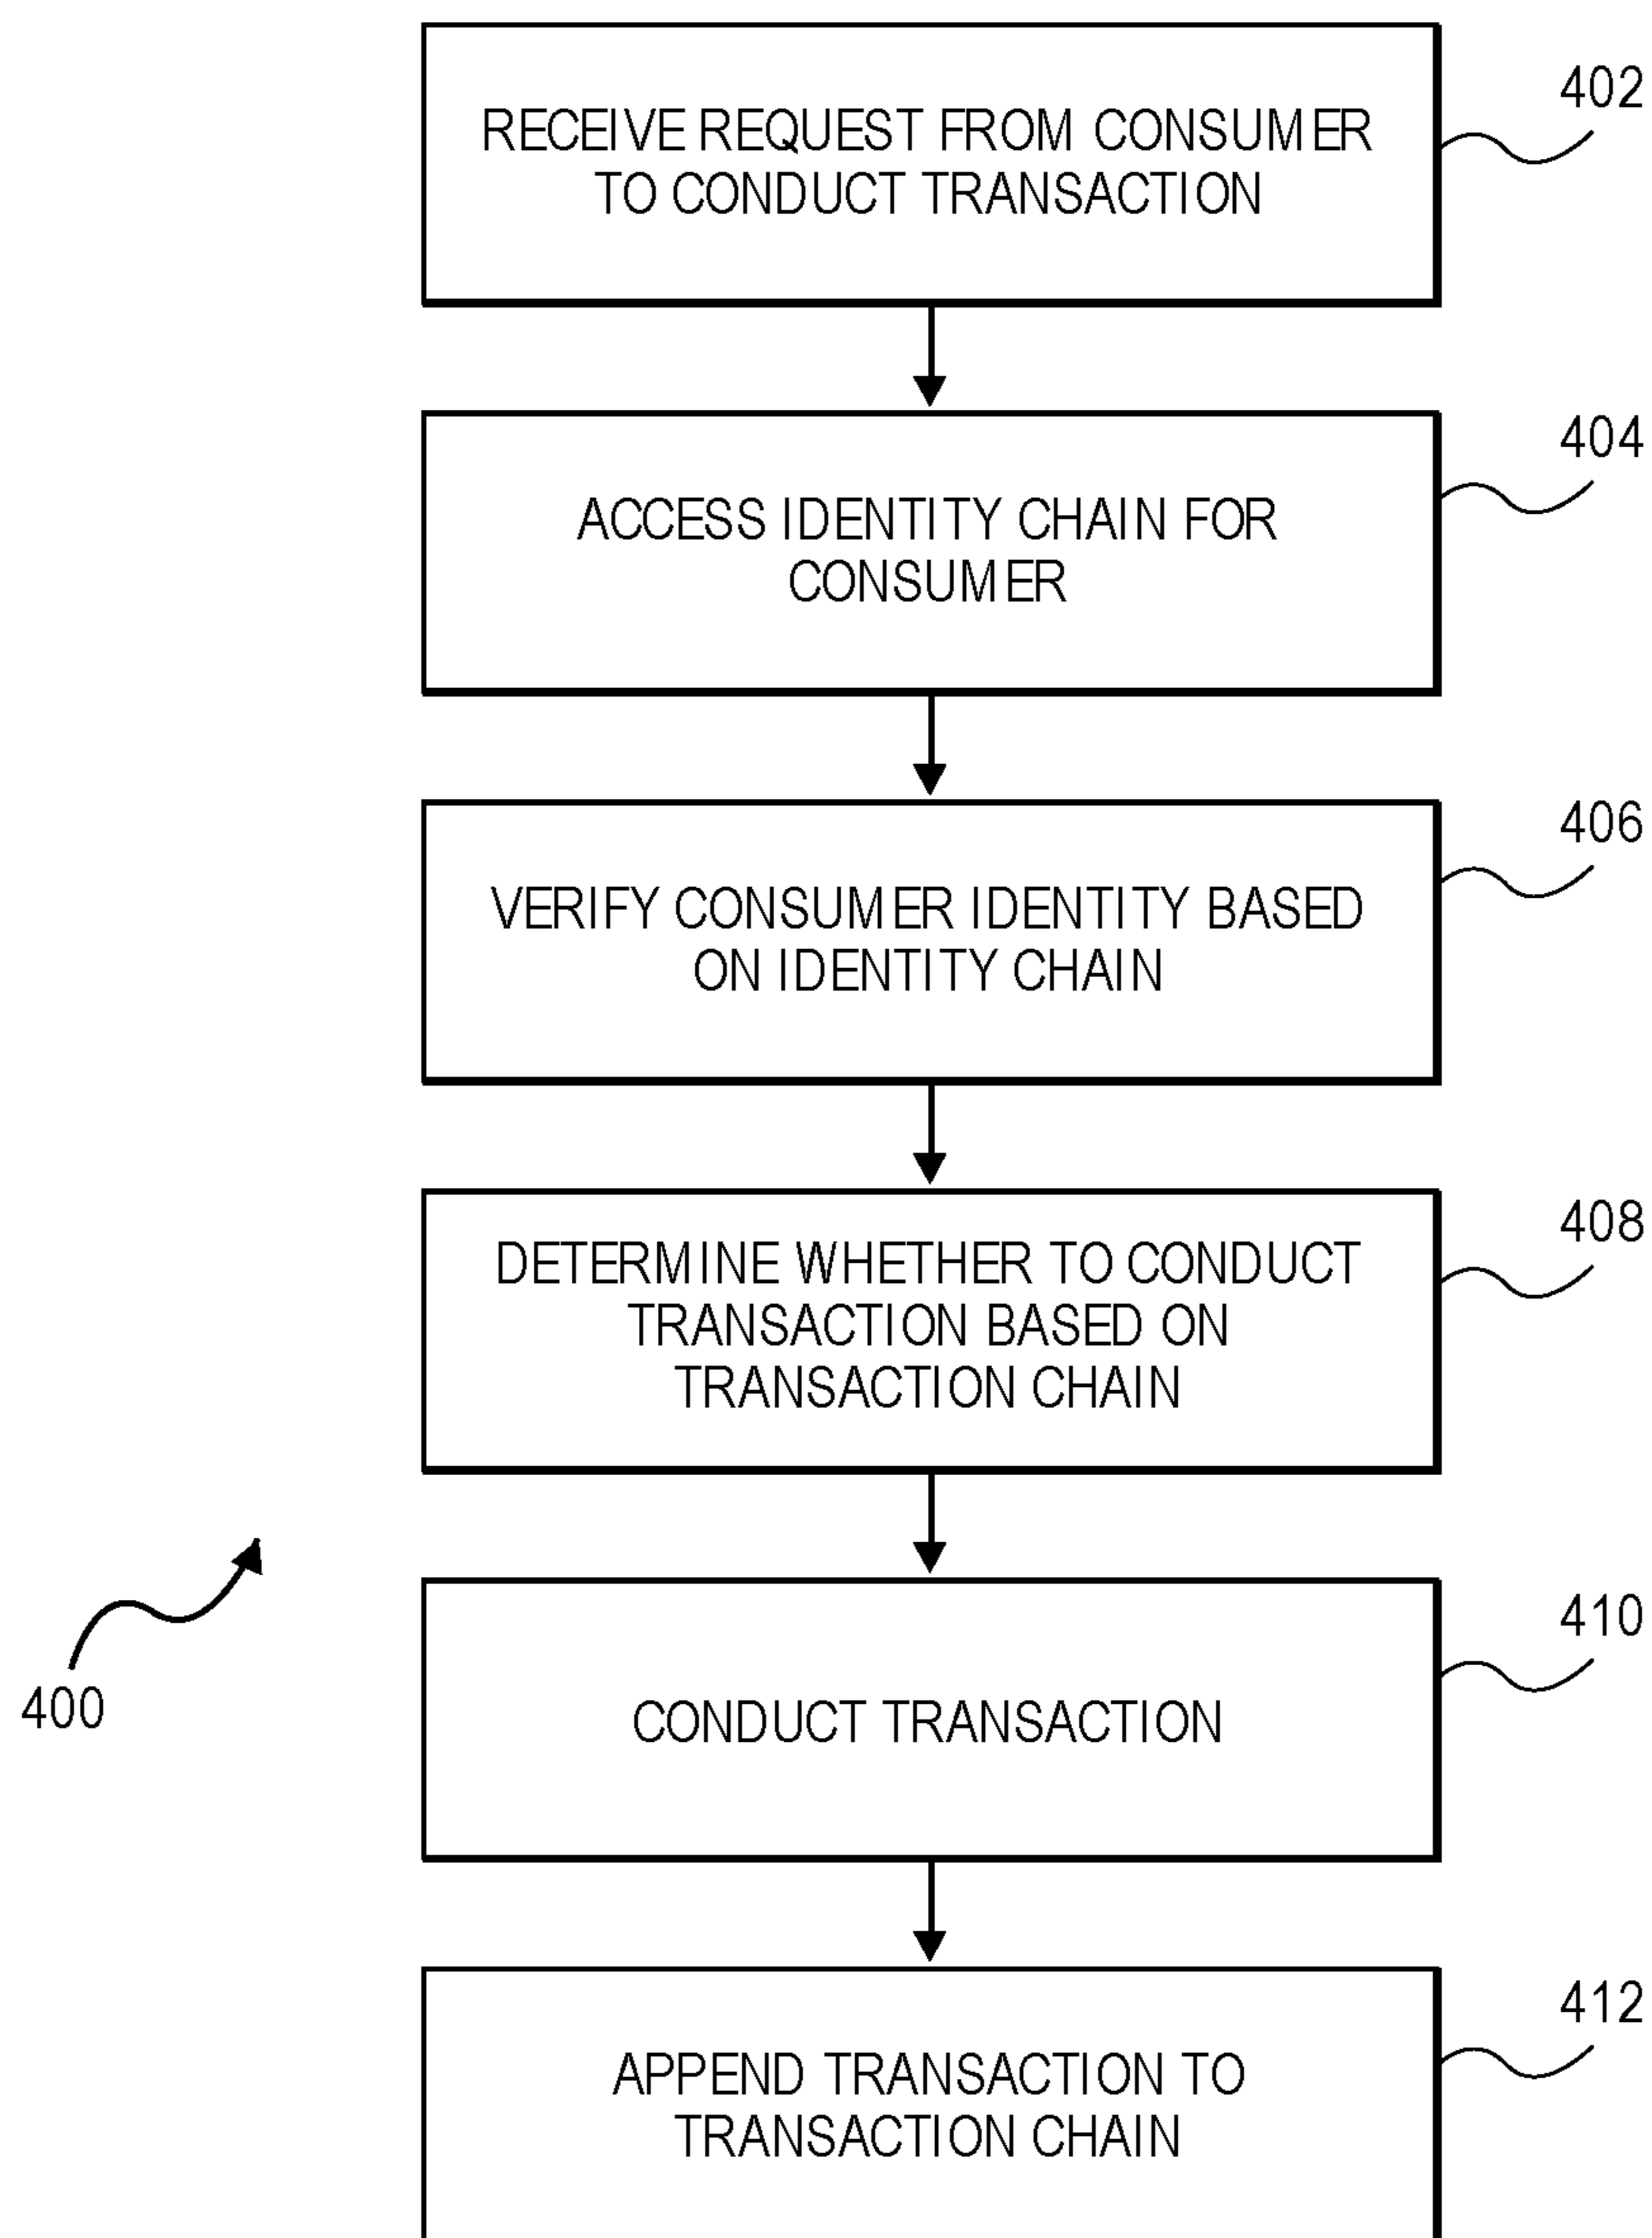 402
RECEIVE REQUEST FROM CONSUMER
TO CONDUCT TRANSACTION
404
ACCESS IDENTITY CHAIN FOR
CONSUMER
406
VERIFY CONSUMER IDENTITY BASED
ON IDENTITY CHAIN
408
DETERMINE WHETHER TO CONDUCT
TRANSACTION BASED ON
TRANSACTION CHAIN
410
400
CONDUCT TRANSACTION
412
APPEND TRANSACTION TO
TRANSACTION CHAIN